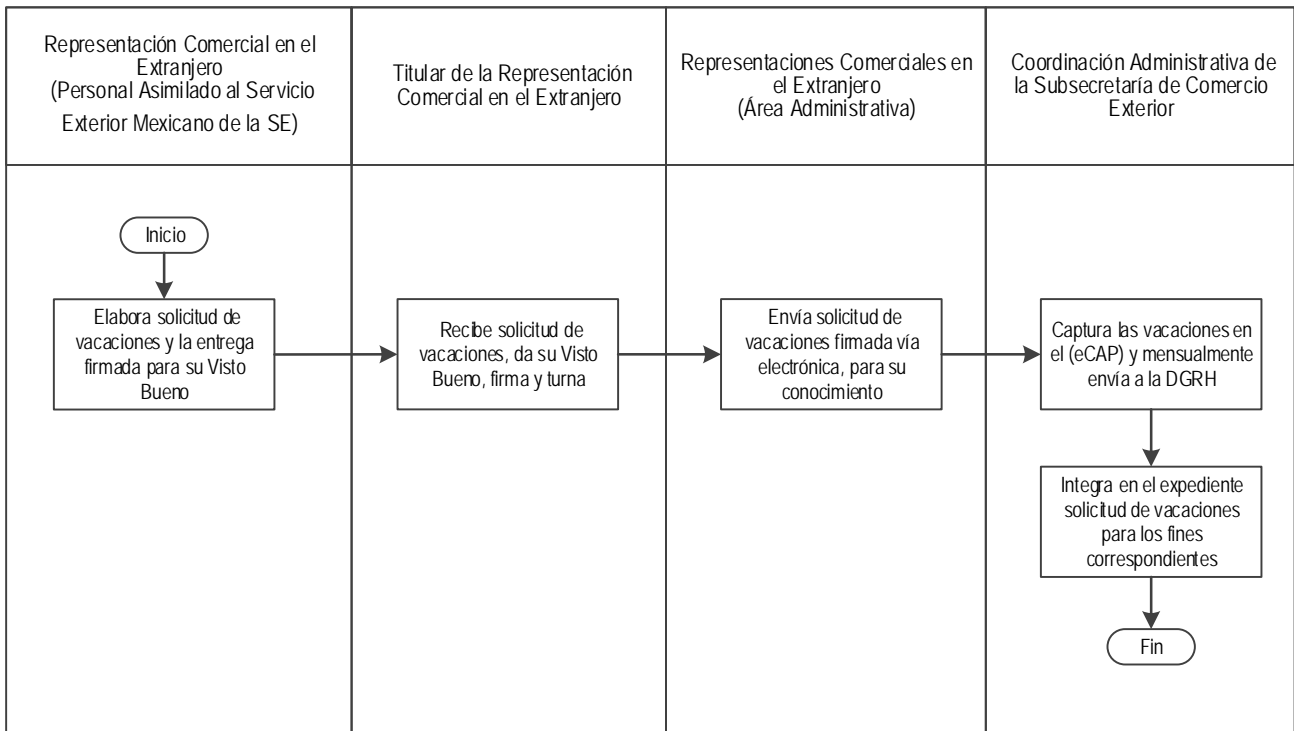 Representación Comercial en el
Extranjero
(Personal Asimilado al Servicio
Exterior Mexicano de la SE)
Titular de la Representación
Comercial en el Extranjero
Representaciones Comerciales en
el Extranjero
(Área Administrativa)
Coordinación Administrativa de
la Subsecretaría de Comercio
Exterior
Inicio
Elabora solicitud de
vacaciones y la entrega
firmada para su Visto
Bueno
Recibe solicitud de
vacaciones, da su Visto
Bueno, firma y turna
Envía solicitud de
vacaciones firmada vía
electrónica, para su
conocimiento
Captura las vacaciones en
el (eCAP) y mensualmente
envía a la DGRH
Integra en el expediente
solicitud de vacaciones
para los fines
correspondientes
Fin